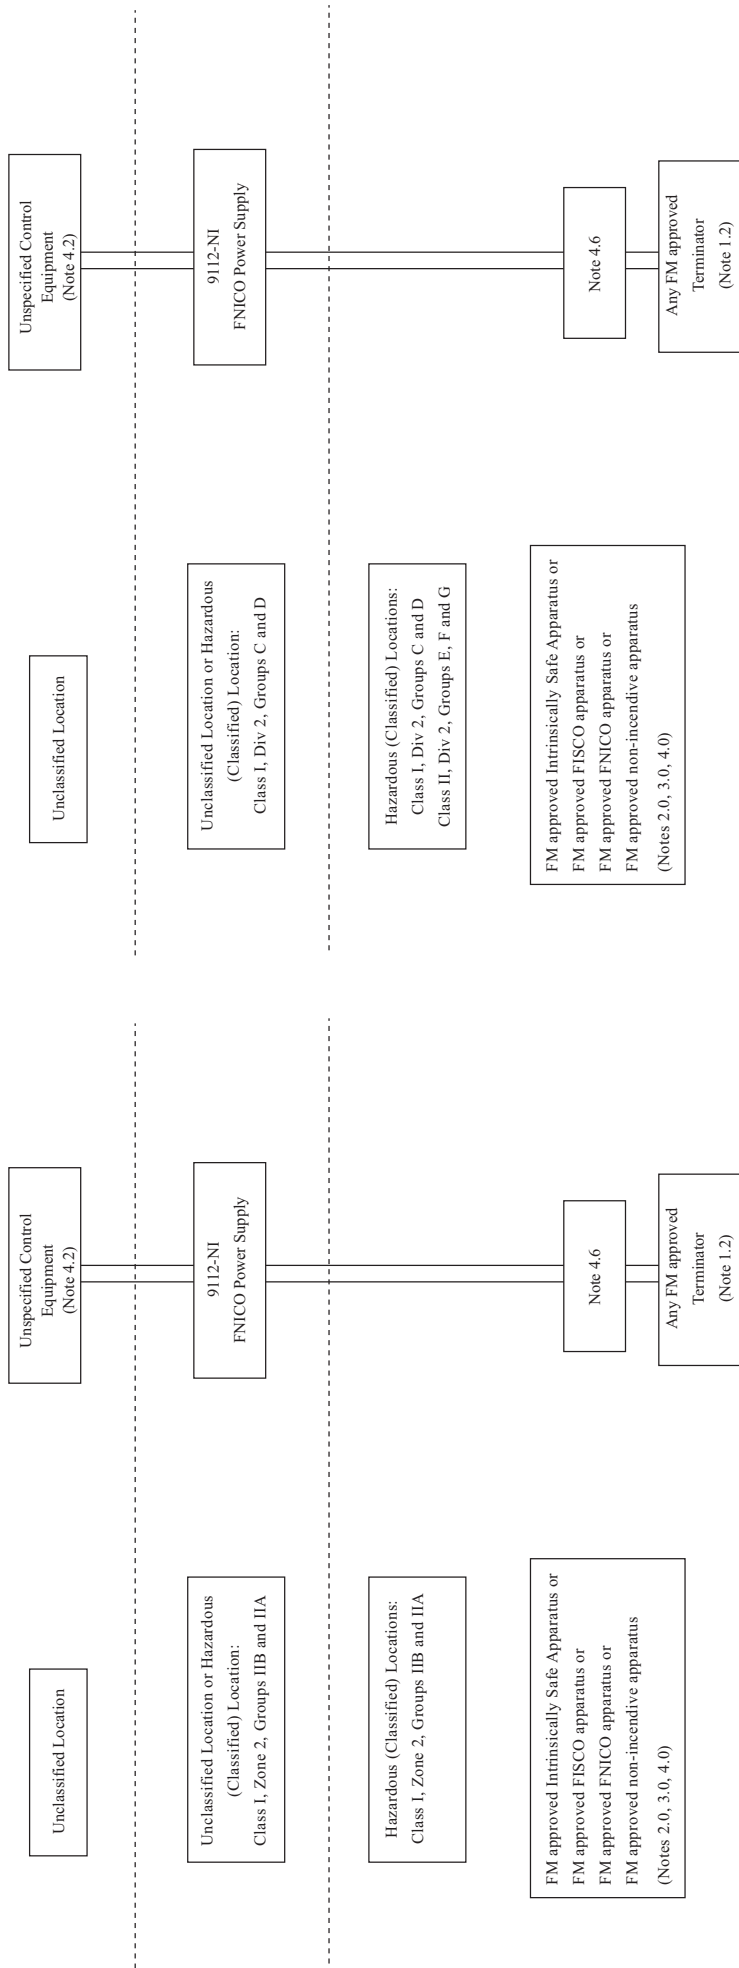 Unclassified Location
Unspecified Control
Equipment
(Note 4.2)
Unclassified Location or Hazardous
(Classified) Location:
Class I, Zone 2, Groups IIB and IIA
9112-NI
FNICO Power Supply
Hazardous (Classified) Locations:
Class I, Zone 2, Groups IIB and IIA
FM approved Intrinsically Safe Apparatus or
FM approved FISCO apparatus or
FM approved FNICO apparatus or
FM approved non-incendive apparatus
(Notes 2.0, 3.0, 4.0)
Note 4.6
Any FM approved
Terminator
(Note 1.2)
Unclassified Location
Unspecified Control
Equipment
(Note 4.2)
Unclassified Location or Hazardous
(Classified) Location:
Class I, Div 2, Groups C and D
9112-NI
FNICO Power Supply
Hazardous (Classified) Locations:
Class I, Div 2, Groups C and D
Class II, Div 2, Groups E, F and G
FM approved Intrinsically Safe Apparatus or
FM approved FISCO apparatus or
FM approved FNICO apparatus or
FM approved non-incendive apparatus
(Notes 2.0, 3.0, 4.0)
Note 4.6
Any FM approved
Terminator
(Note 1.2)